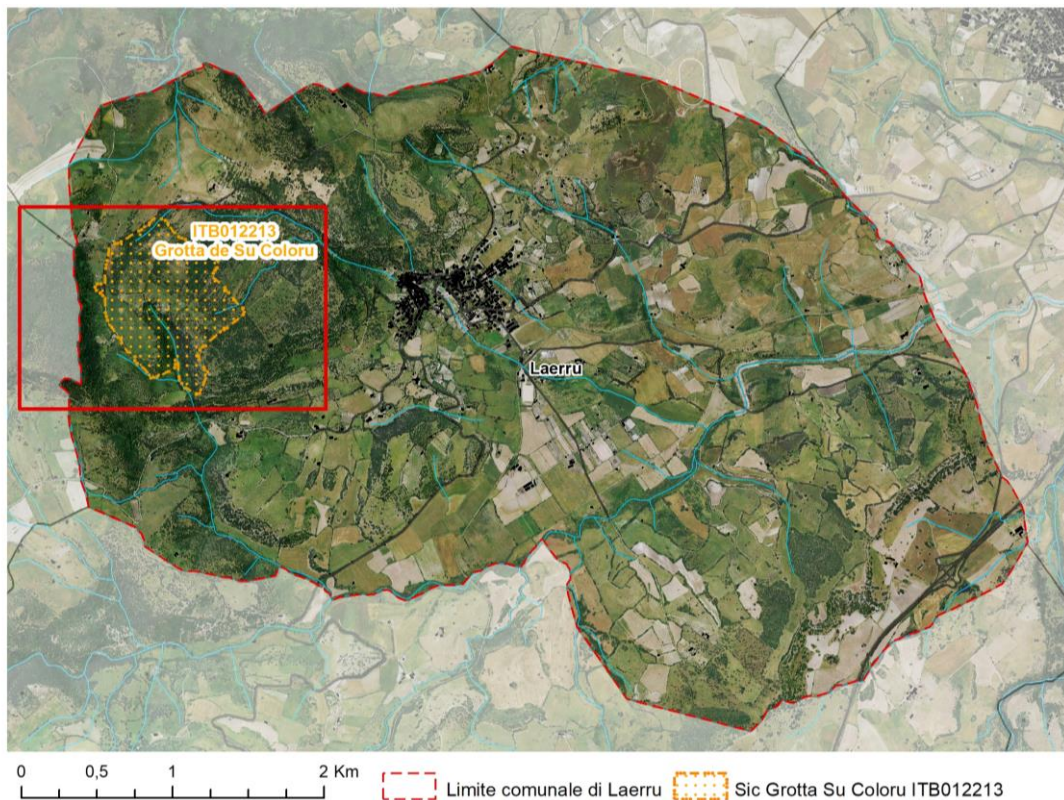 ITB012213
Grotta de Su Coloru
Laerru
0 0,5 1 2 Km
Limite comunale di Laerru
Sic Grotta Su Coloru ITB012213